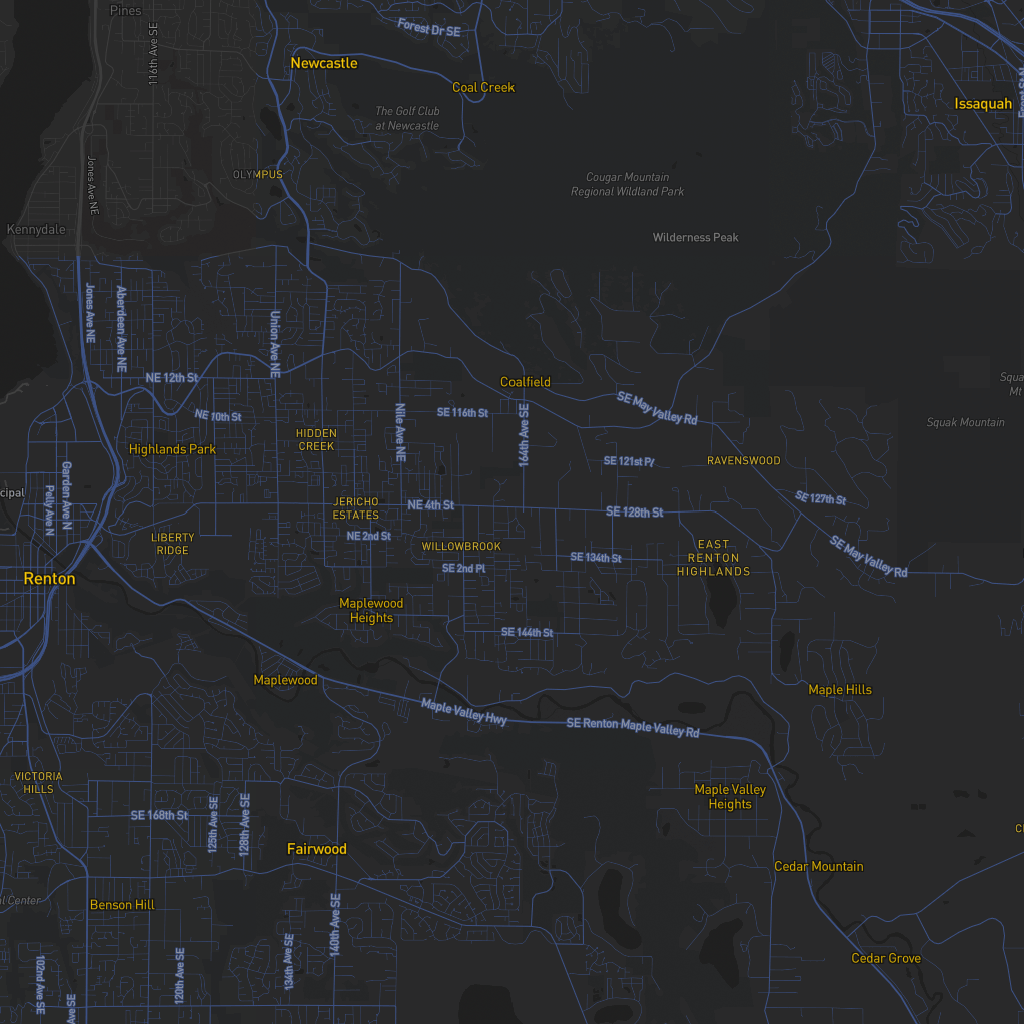 Pines
116th Ave SE
Forest Dr SE
Newcastle
Coal Creek
Issaquah
The Golf Club
at Newcastle
Jones Ave NE
OLYMPUS
Cougar Mountain
Regional Wildland Park
Kennydale
Wilderness Peak
Jones Ave NE
Aberdeen Ave NE
Union Ave NE
NE 12th St
Coalfield
NE 10th St
SE 116th St
SE May Valley Rd
Squak Mountain
Nile Ave NE
164th Ave SE
HIDDEN
CREEK
Highlands Park
SE 121st Pl
RAVENSWOOD
Garden Ave N
Pelly Ave N
JERICHO
ESTATES
NE 4th St
SE 128th St
SE 127th St
NE 2nd St
LIBERTY
RIDGE
WILLOWBROOK
SE 134th St
EAST
RENTON
HIGHLANDS
SE May Valley Rd
Renton
SE 2nd Pl
Maplewood
Heights
SE 144th St
Maplewood
Maple Hills
Maple Valley Hwy
SE Renton Maple Valley Rd
VICTORIA
HILLS
Maple Valley
Heights
SE 168th St
125th Ave SE
128th Ave SE
Fairwood
Cedar Mountain
Benson Hill
140th Ave SE
134th Ave SE
120th Ave SE
102nd Ave SE
Cedar Grove